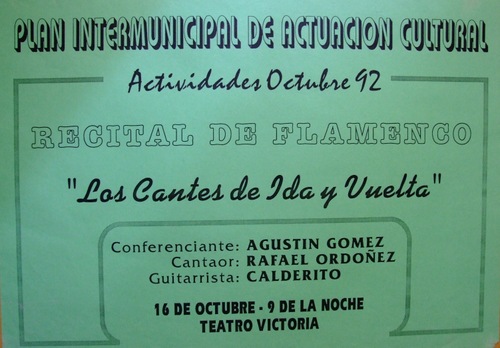 PLAN INTERMUNICIPAL DE ACTUACION CULTURAL
Actividades Octubre 92
RECITAL DE FLAMENCO
"Los Cantes de Ida y Vuelta"
Conferenciante: AGUSTIN GOMEZ
Cantaor: RAFAEL ORDOÑEZ
Guitarrista: CALDERITO
16 DE OCTUBRE - 9 DE LA NOCHE
TEATRO VICTORIA